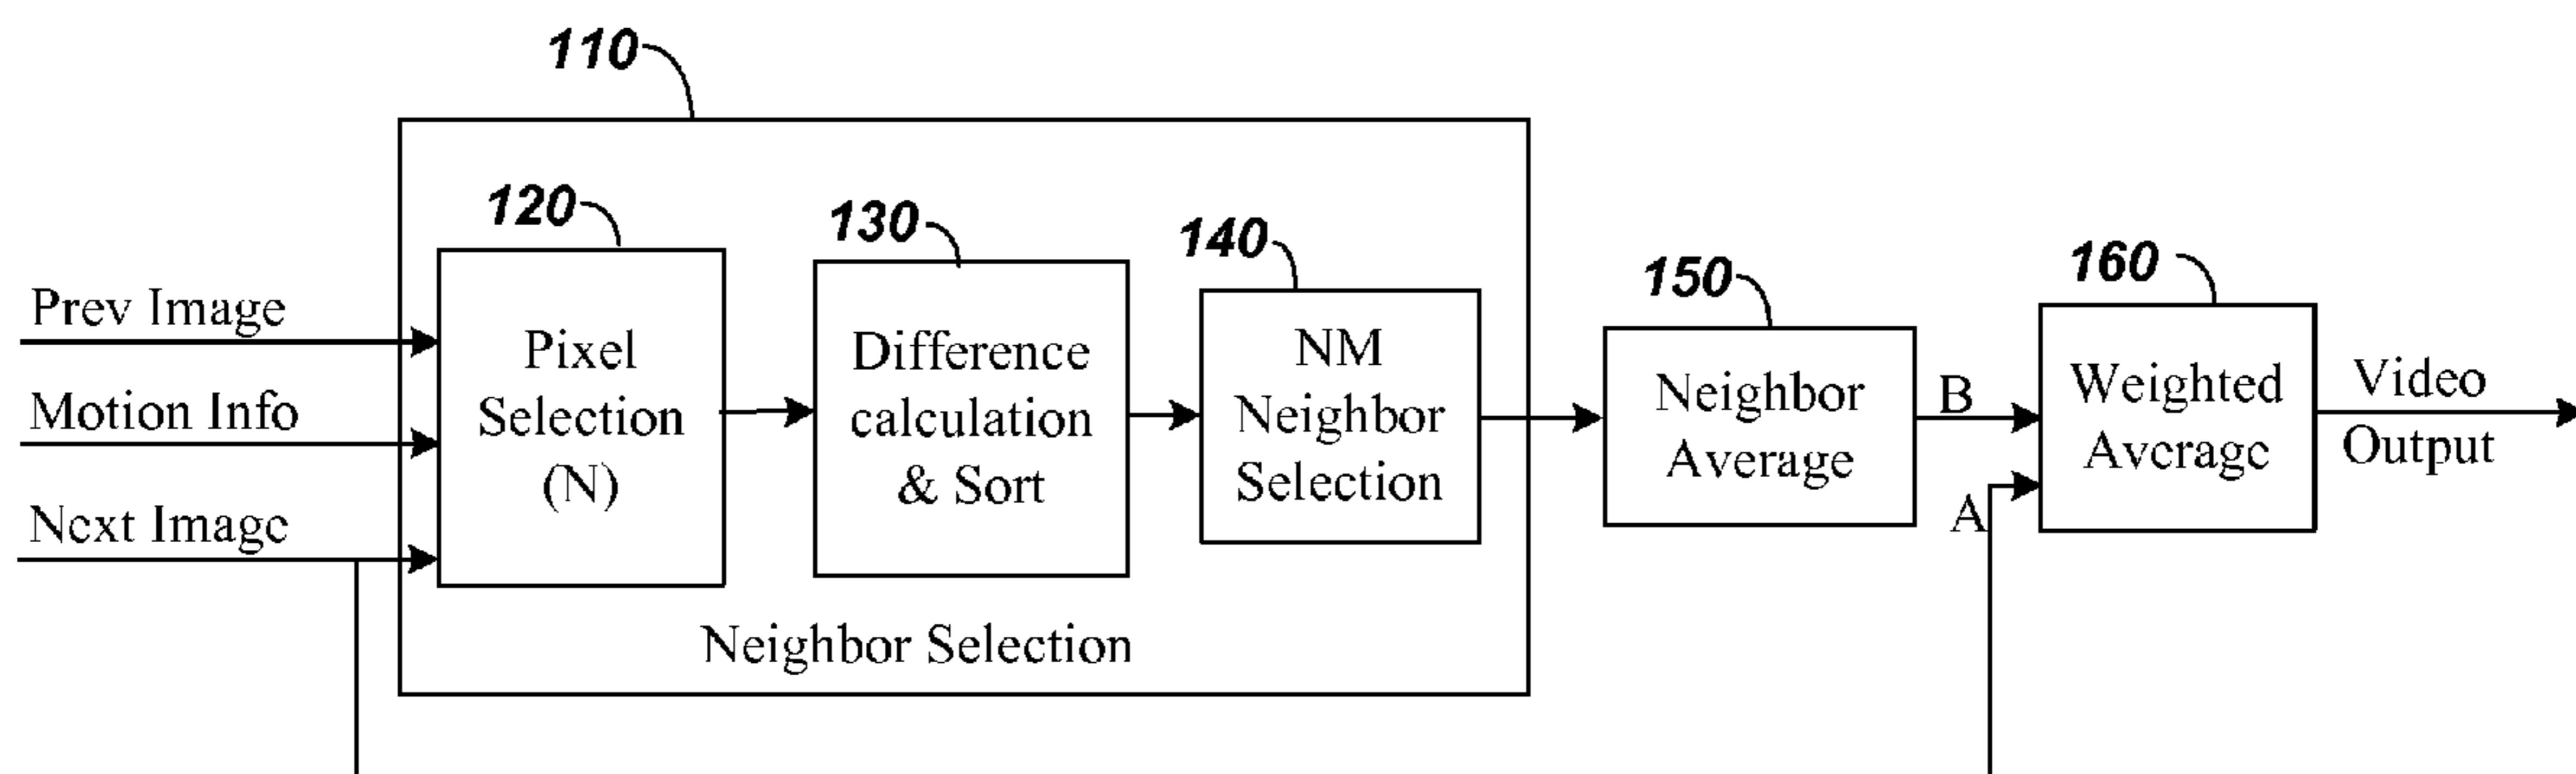 110
120
130
140
150
160
Prev Image
Motion Info
Next Image
Pixel
Selection
(N)
Difference
calculation
& Sort
NM
Neighbor
Selection
Neighbor Selection
Neighbor
Average
B
A
Weighted
Average
Video
Output